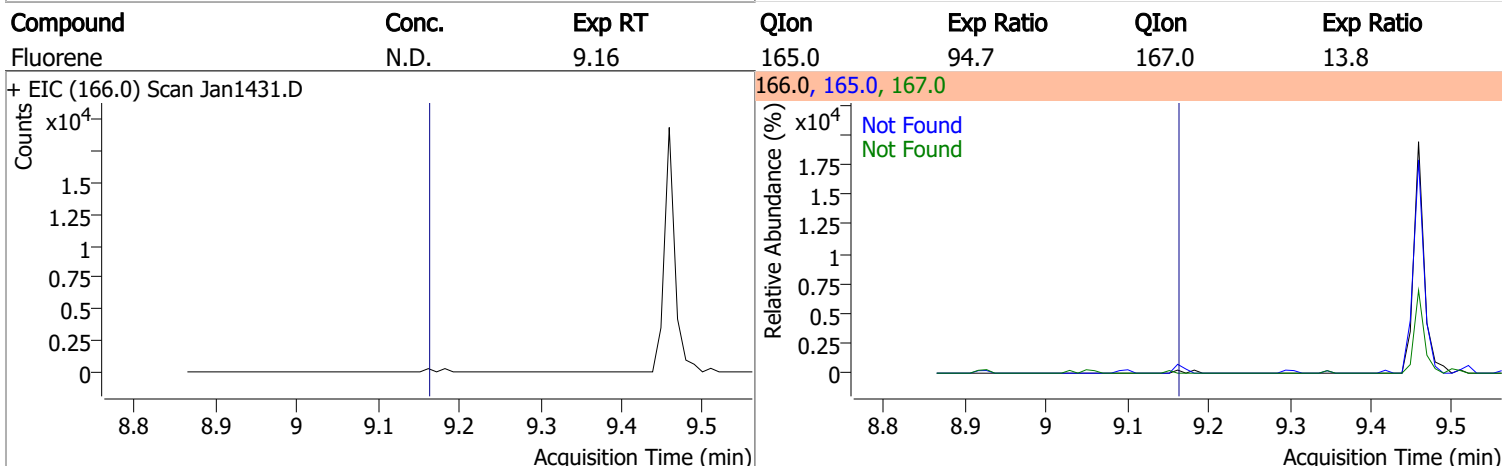 Compound Conc. Exp RT QIon Exp Ratio QIon Exp Ratio
Fluorene N.D. 9.16 165.0 94.7 167.0 13.8
+ EIC (166.0) Scan Jan1431.D
Counts
x10^4
1.5
1.25
1
0.75
0.5
0.25
0
8.8 8.9 9 9.1 9.2 9.3 9.4 9.5
Acquisition Time (min)
166.0, 165.0, 167.0
Relative Abundance (%)
x10^4
Not Found
Not Found
1.75
1.5
1.25
1
0.75
0.5
0.25
0
8.8 8.9 9 9.1 9.2 9.3 9.4 9.5
Acquisition Time (min)